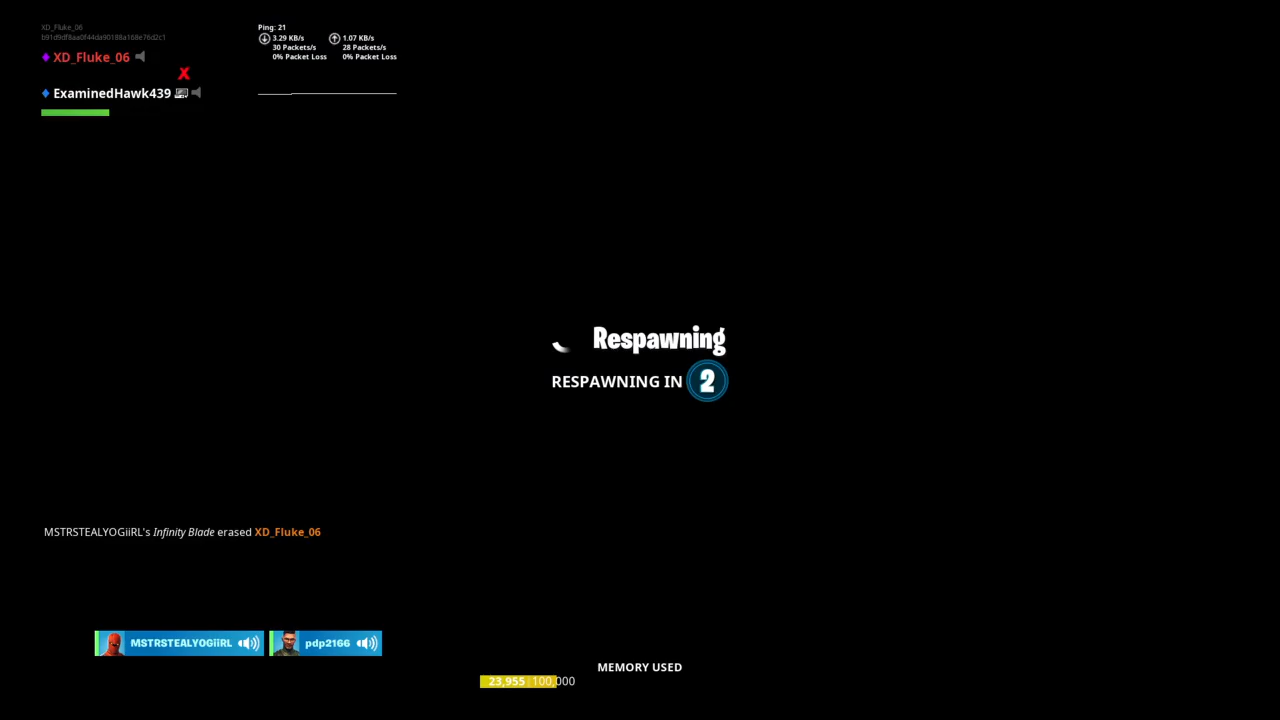 XD_Fluke_06
b91d9df8aa0f44da90188a168e76d2c1
XD_Fluke_06
X
ExaminedHawk439
Ping: 21
3.29 KB/s
30 Packets/s
0% Packet Loss
1.07 KB/s
28 Packets/s
0% Packet Loss
Respawning
RESPAWNING IN 2
MSTRSTEALYOGiiRL's Infinity Blade erased XD_Fluke_06
MSTRSTEALYOGiiRL
pdp2166
MEMORY USED
23,955 100,000